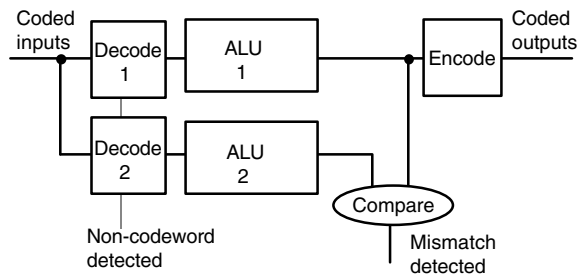 Coded
inputs
Decode
1
ALU
1
Encode
Coded
outputs
Decode
2
ALU
2
Compare
Non-codeword
detected
Mismatch
detected